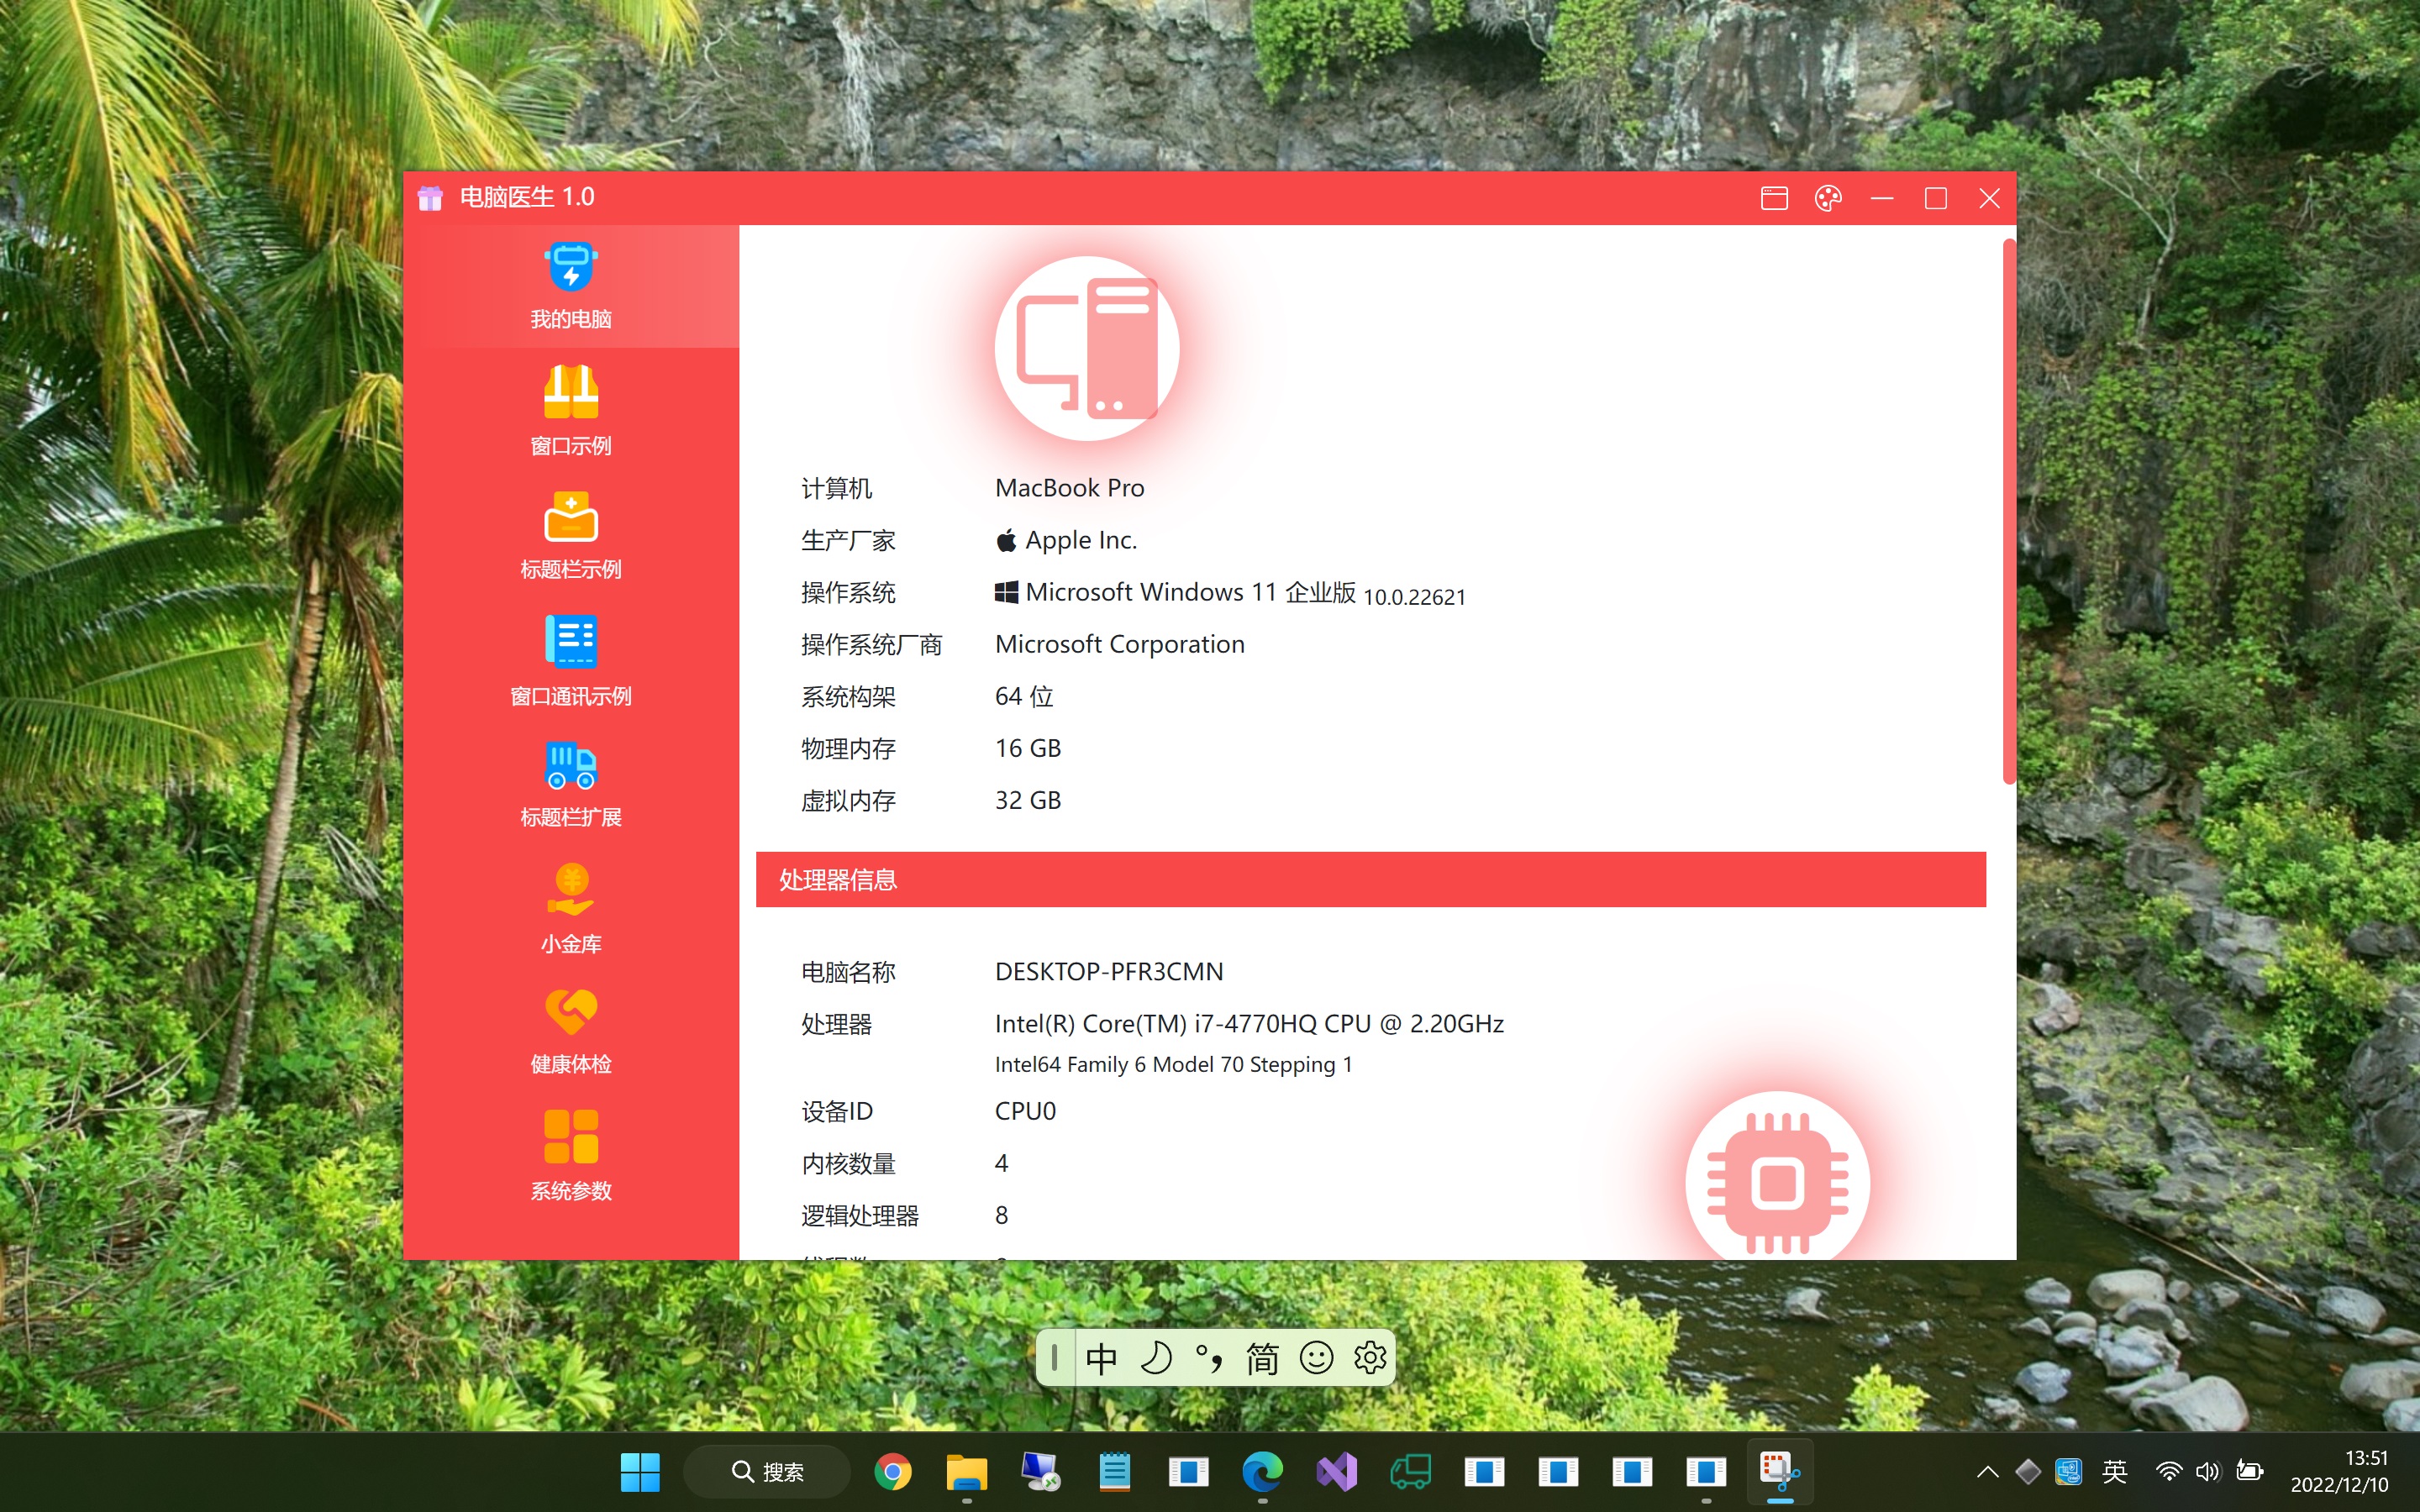 电脑医生 1.0
我的电脑
窗口示例
标题栏示例
窗口通讯示例
标题栏扩展
小金库
健康体检
系统参数
计算机 MacBook Pro
生产厂家 Apple Inc.
操作系统 Microsoft Windows 11 企业版 10.0.22621
操作系统厂商 Microsoft Corporation
系统构架 64 位
物理内存 16 GB
虚拟内存 32 GB
处理器信息
电脑名称 DESKTOP-PFR3CMN
处理器 Intel(R) Core(TM) i7-4770HQ CPU @ 2.20GHz
Intel64 Family 6 Model 70 Stepping 1
设备ID CPU0
内核数量 4
逻辑处理器 8
中 简
搜索
英
13:51
2022/12/10